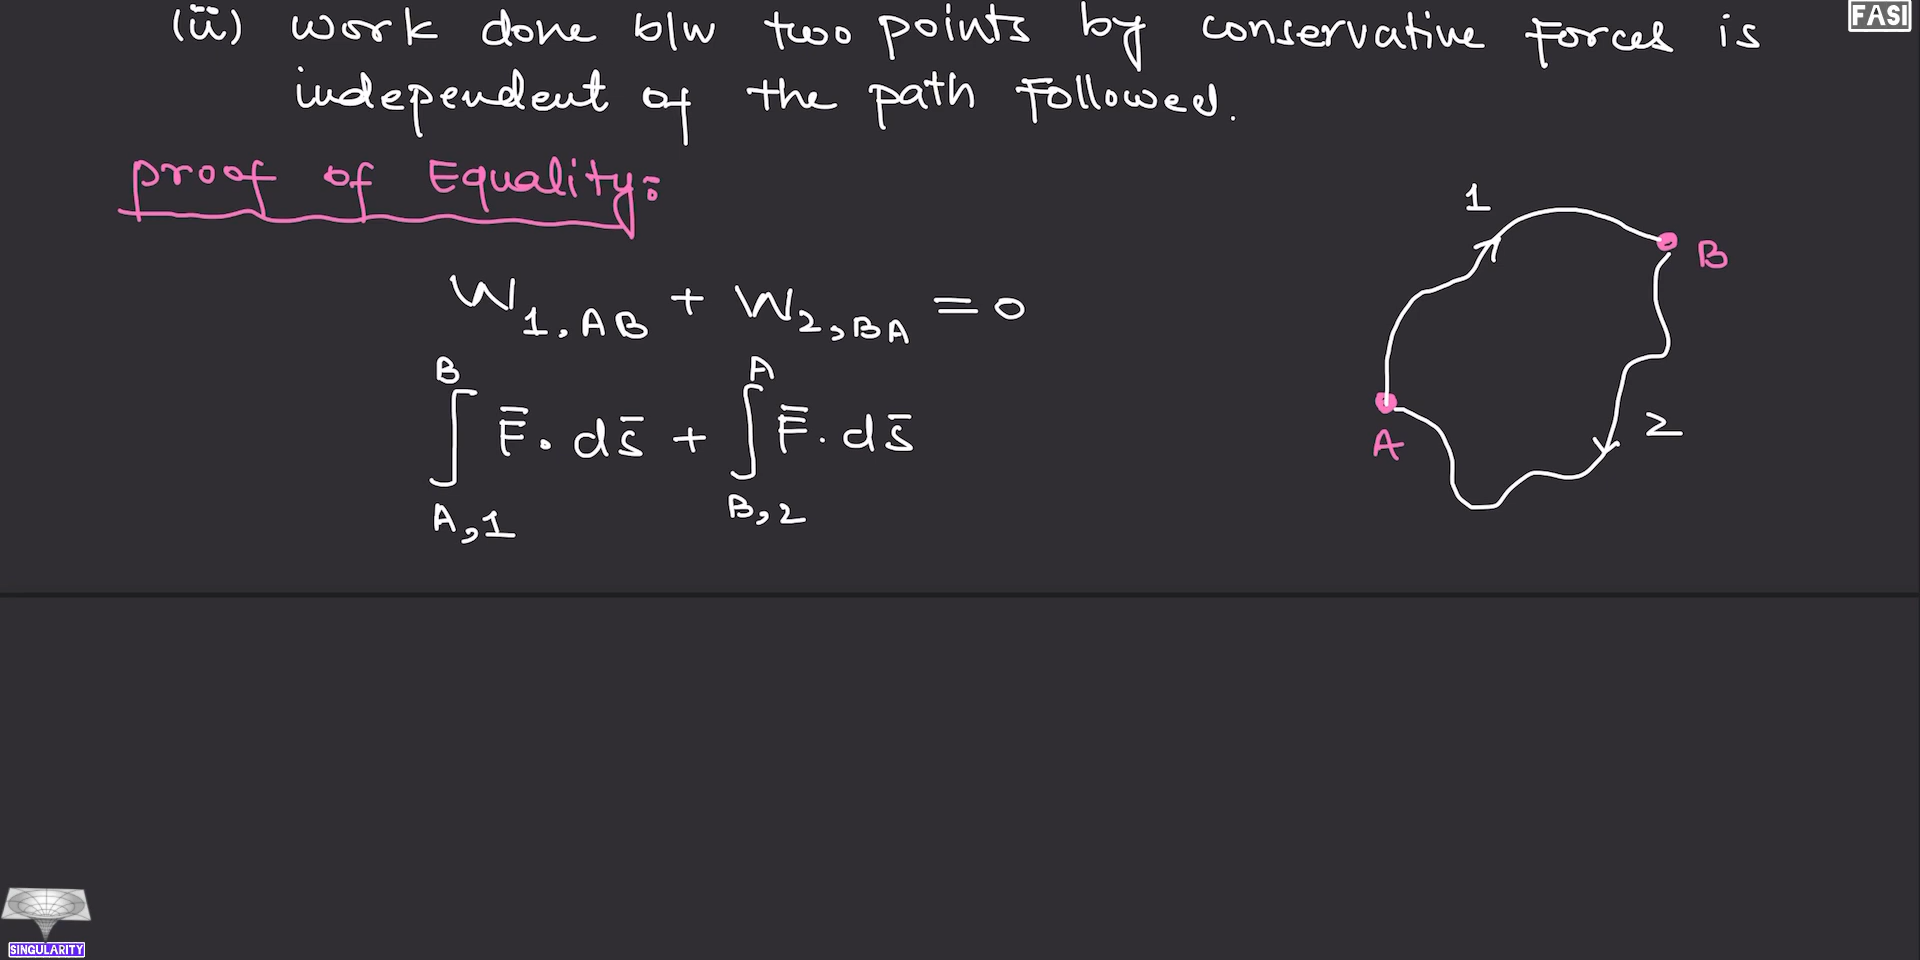 (ii) work done b/w two points by conservative Forces is
independent of the path Followed.
FASI
Proof of Equality:
W₁,AB + W₂,BA = 0
∫_{A,1}^{B} F̄. ds̄ + ∫_{B,2}^{A} F̄. ds̄
1
B
A
2
SINGULARITY